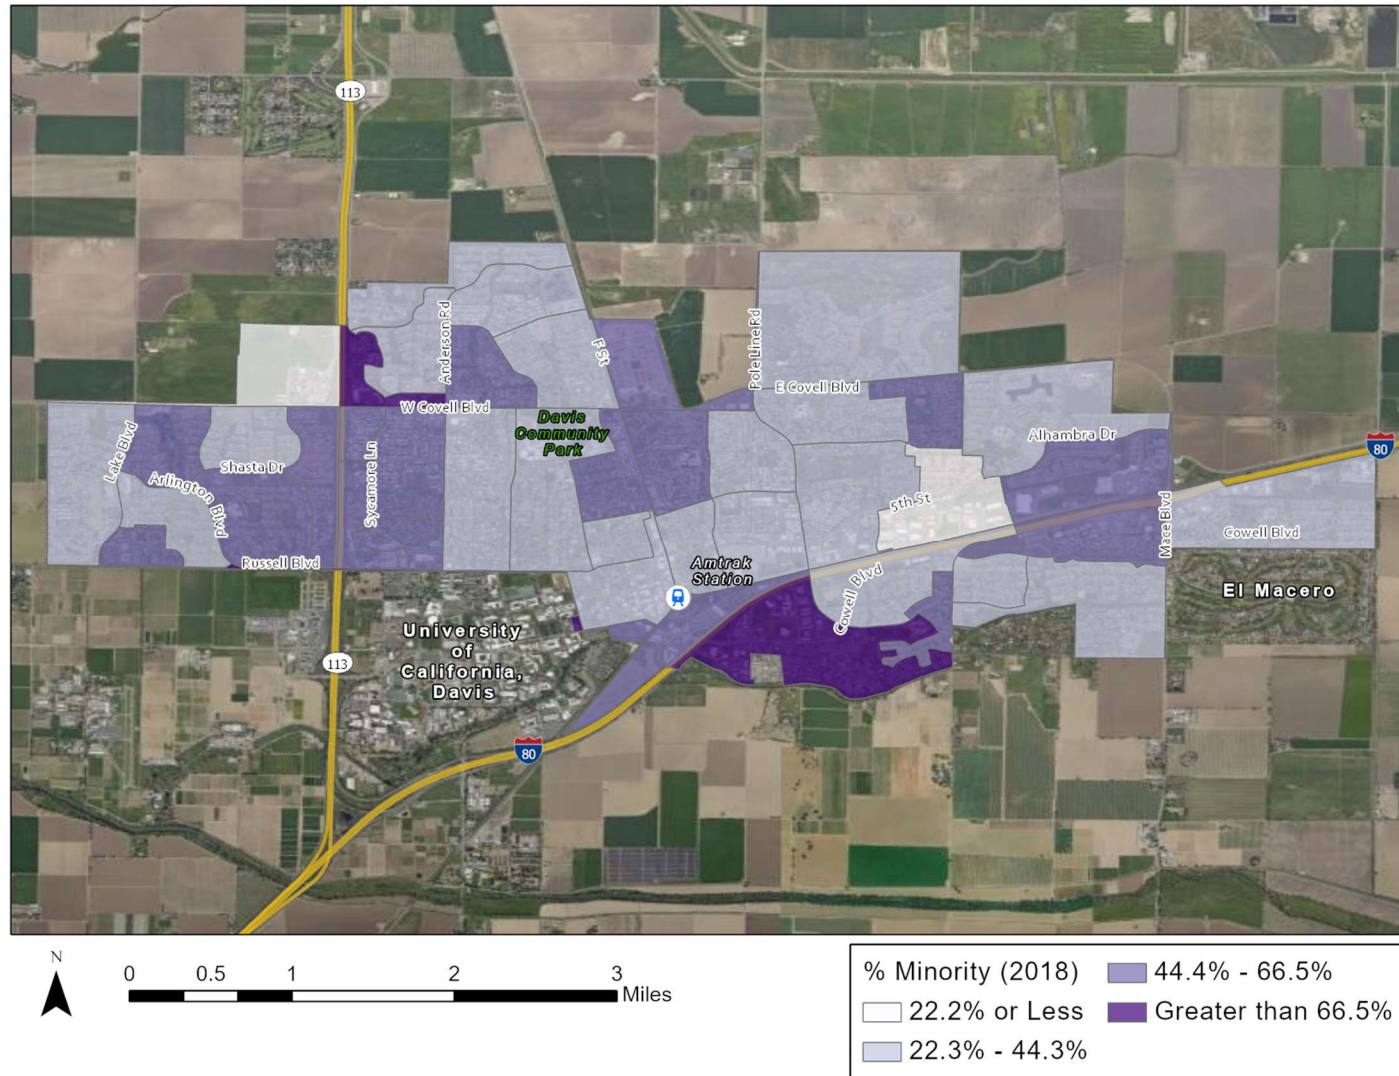 113
Anderson Rd
F St
Pole Line Rd
E Covell Blvd
W Covell Blvd
Davis
Community
Park
Alhambra Dr
80
Lake Blvd
Shasta Dr
Sycamore Ln
Arlington Blvd
5th St
Mace Blvd
Cowell Blvd
Russell Blvd
Amtrak
Station
Cowell Blvd
El Macero
University
of
California,
Davis
113
80
N
0 0.5 1 2 3
Miles
% Minority (2018)
22.2% or Less
22.3% - 44.3%
44.4% - 66.5%
Greater than 66.5%